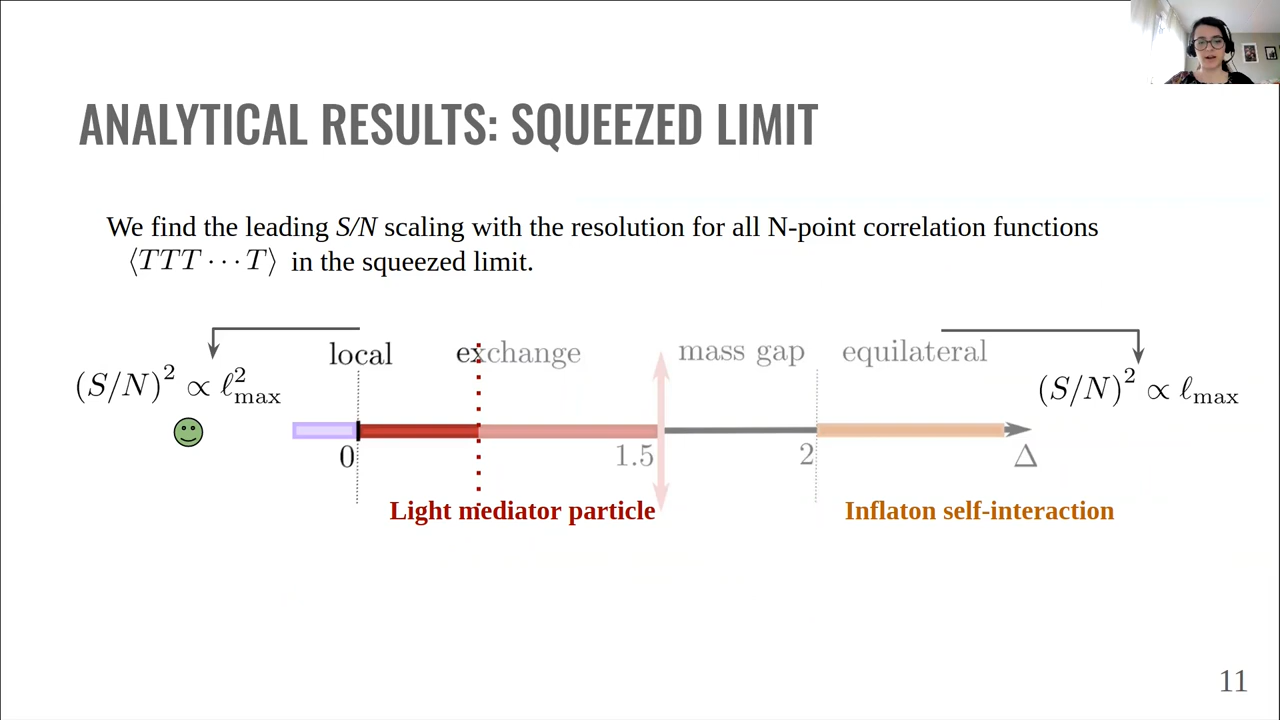 ANALYTICAL RESULTS: SQUEEZED LIMIT
We find the leading S/N scaling with the resolution for all N-point correlation functions
⟨TTT ··· T⟩ in the squeezed limit.
local exchange mass gap equilateral
(S/N)² ∝ ℓ²max
(S/N)² ∝ ℓmax
0 1.5 2 Δ
Light mediator particle
Inflaton self-interaction
11